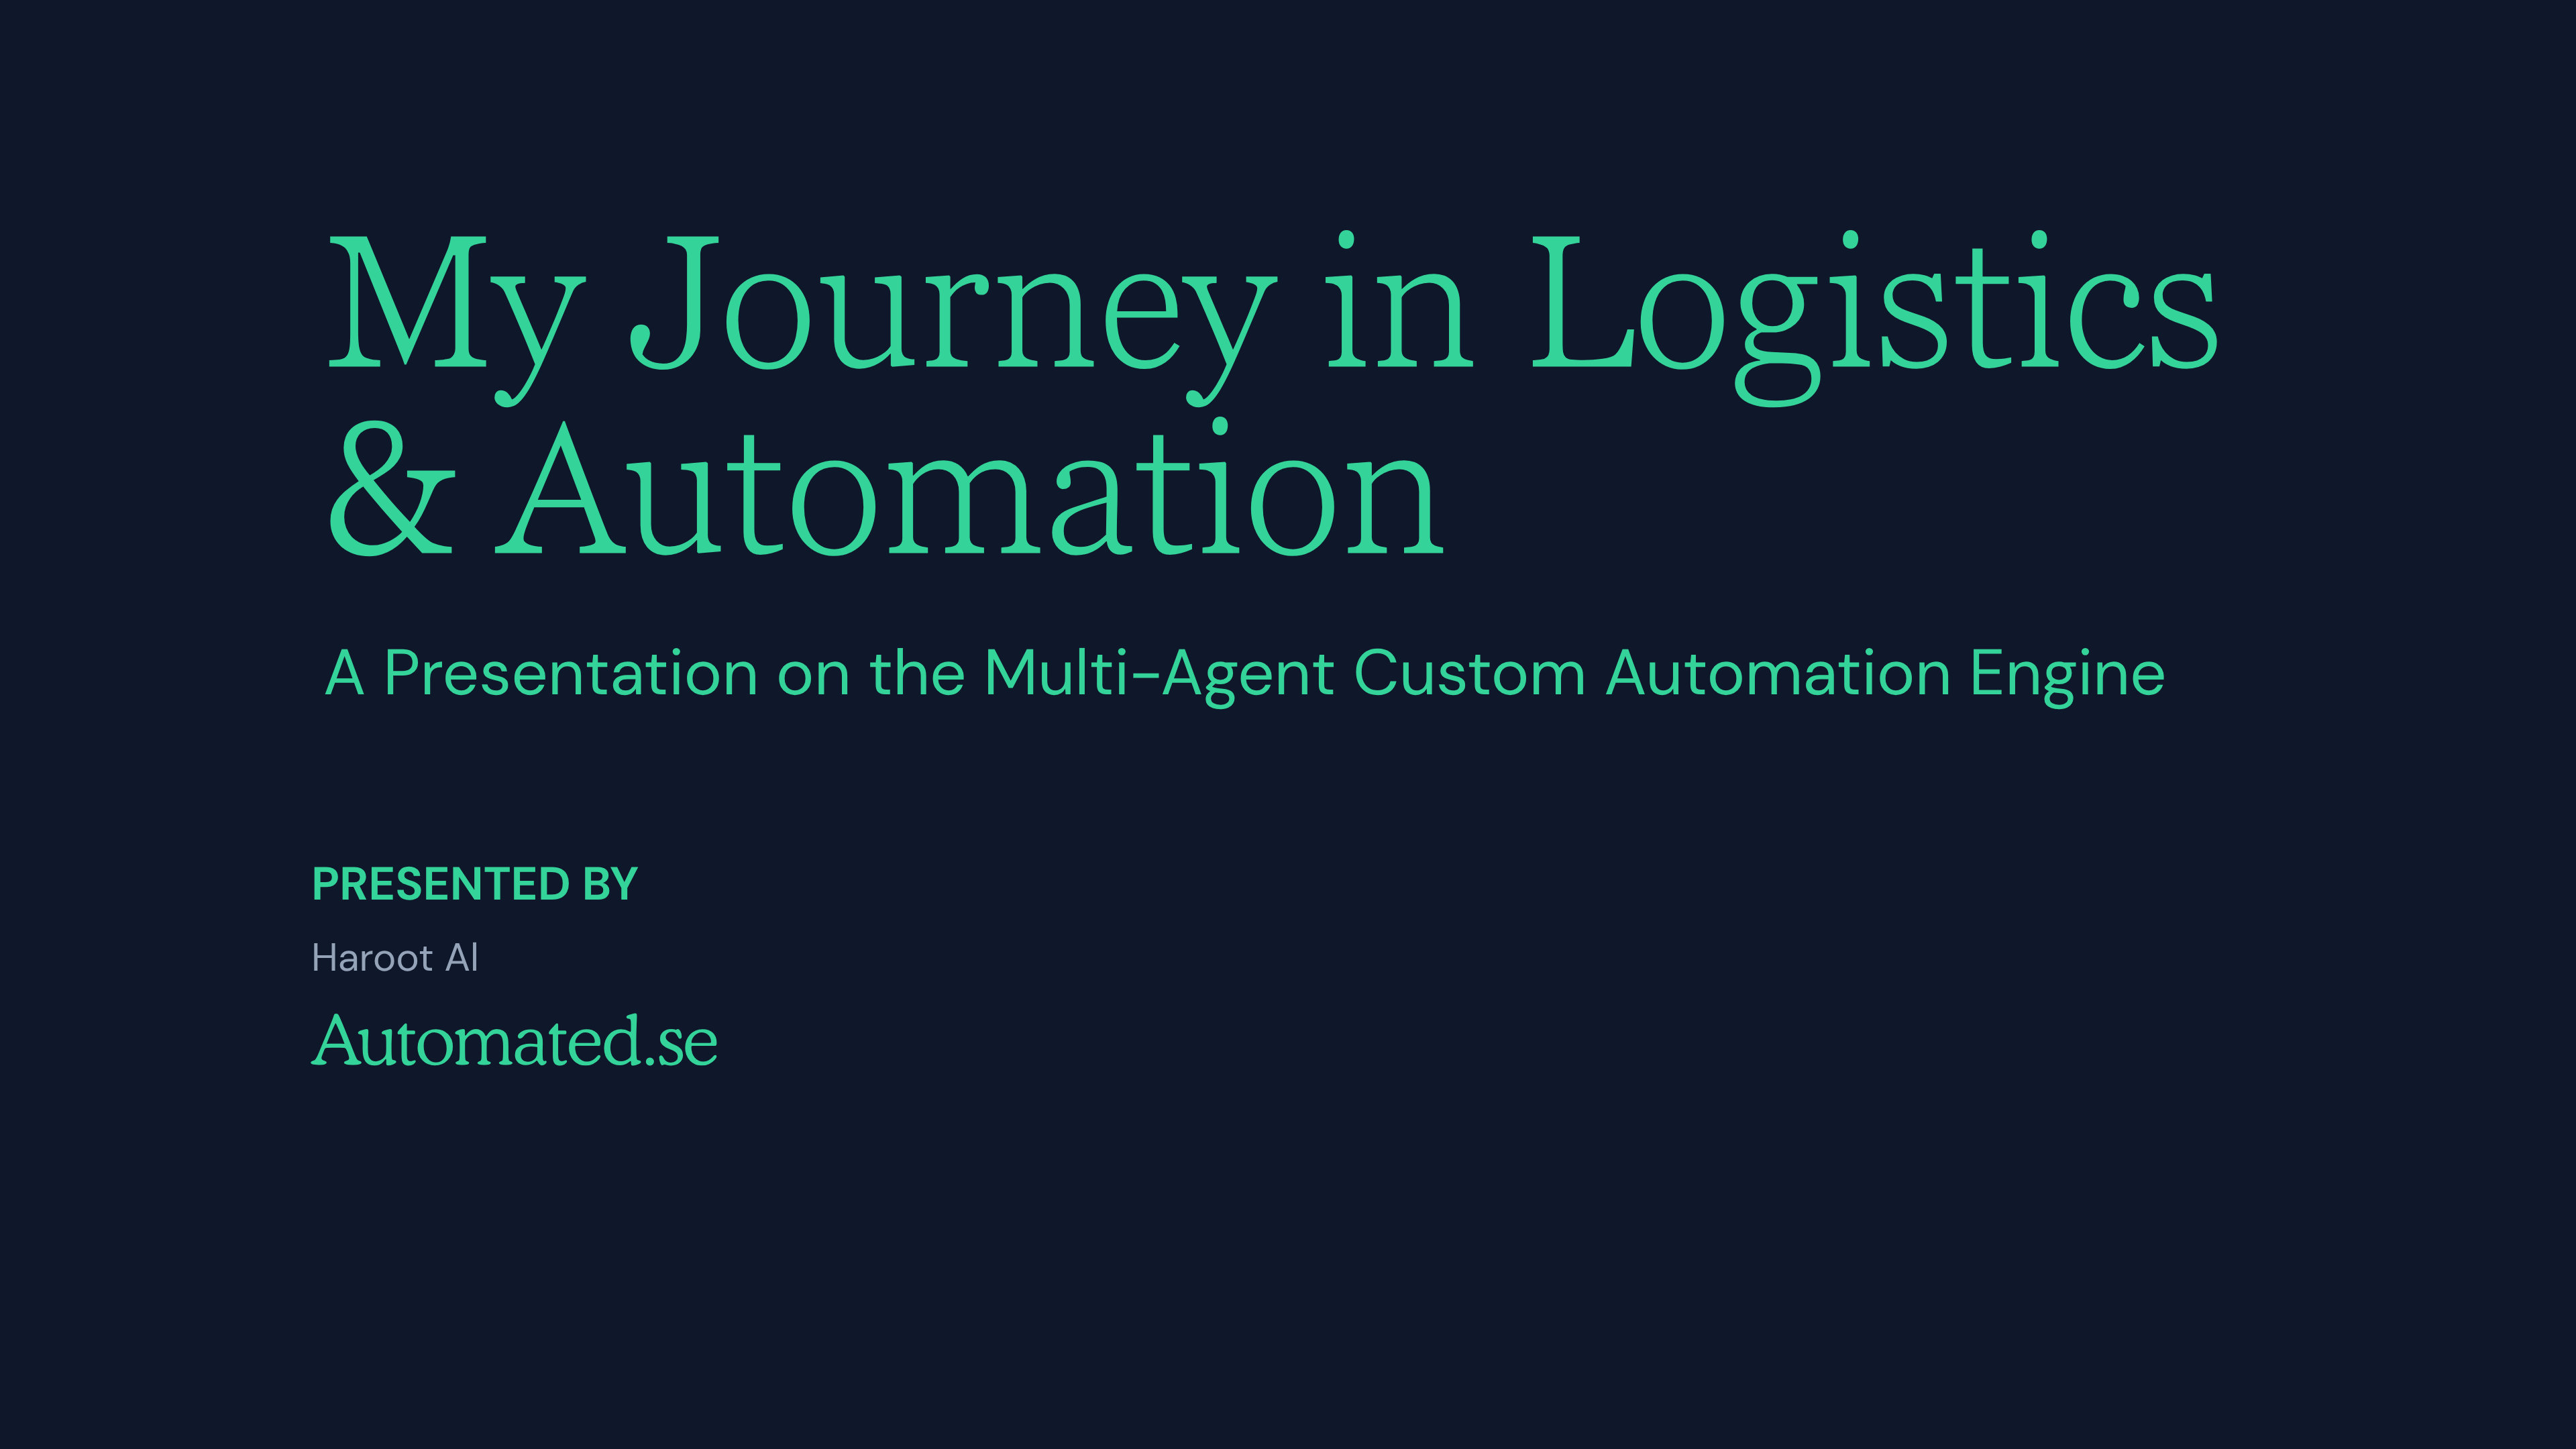 My Journey in Logistics
& Automation
A Presentation on the Multi-Agent Custom Automation Engine
PRESENTED BY
Haroot Al
Automated.se